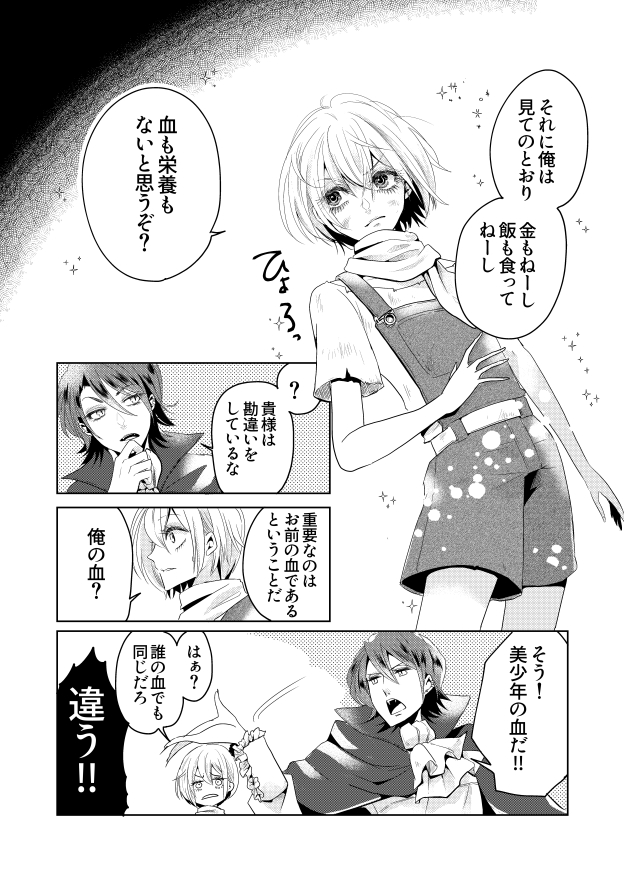 それに俺は
見てのとおり
金もねーし
飯も食って
ねーし
血も栄養も
ないと思うぞ？
ひょろっ
？
貴様は
勘違いを
しているな
重要なのは
お前の血である
ということだ
俺の血？
そう！
美少年の血だ!!
はぁ？
誰の血でも
同じだろ
違う!!